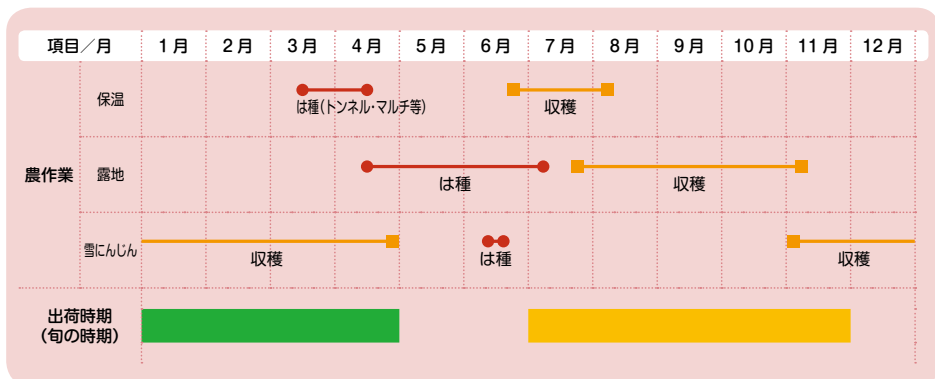 項目／月 1月 2月 3月 4月 5月 6月 7月 8月 9月 10月 11月 12月
保温
は種(トンネル・マルチ等)
収穫
農作業
露地
は種
収穫
雪にんじん
収穫
は種
収穫
出荷時期
(旬の時期)